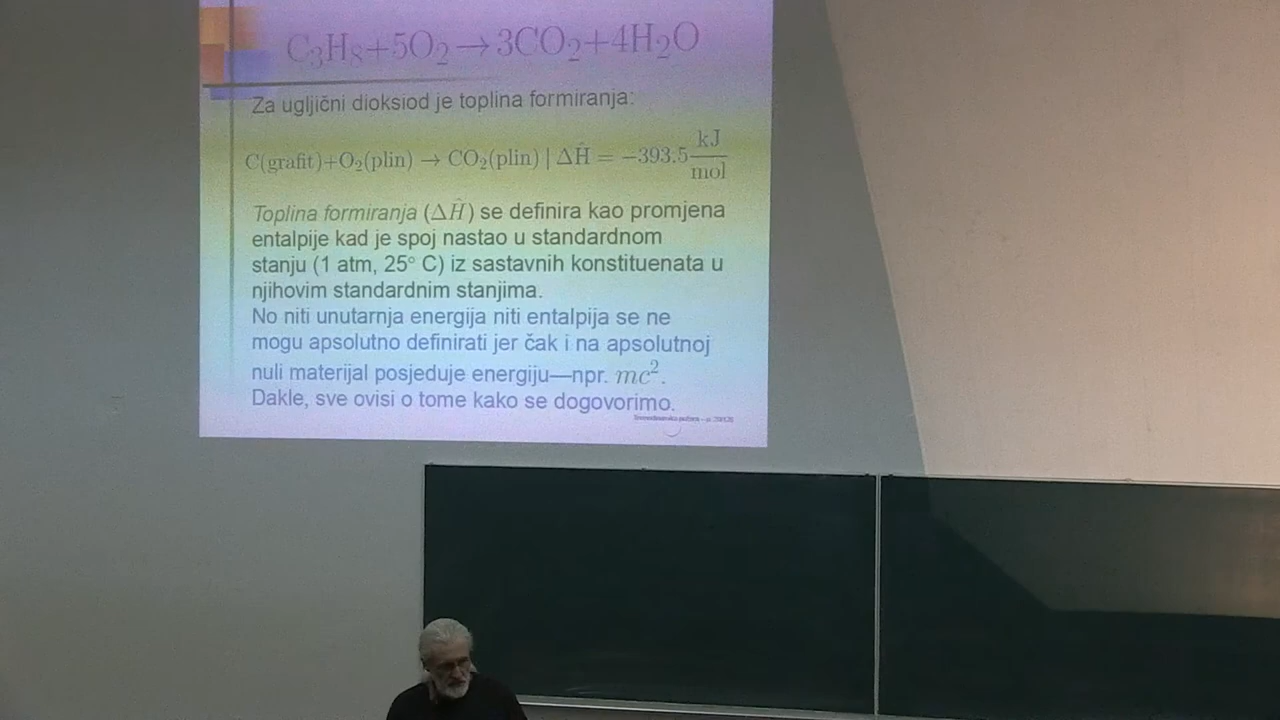 C₃H₈+5O₂→3CO₂+4H₂O
Za ugljični dioksiod je toplina formiranja:
C(grafit)+O₂(plin) → CO₂(plin) | ΔĤ = −393.5 kJ/mol
Toplina formiranja (ΔĤ) se definira kao promjena
entalpije kad je spoj nastao u standardnom
stanju (1 atm, 25° C) iz sastavnih konstituenata u
njihovim standardnim stanjima.
No niti unutarnja energija niti entalpija se ne
mogu apsolutno definirati jer čak i na apsolutnoj
nuli materijal posjeduje energiju—npr. mc².
Dakle, sve ovisi o tome kako se dogovorimo.